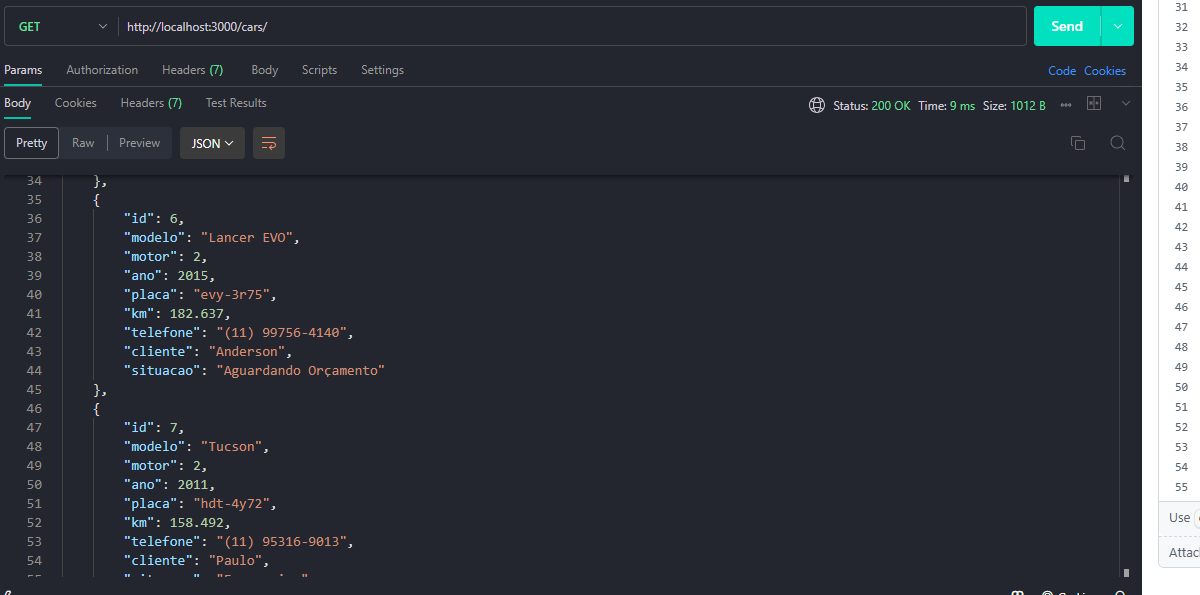 GET http://localhost:3000/cars/ Send
Params Authorization Headers (7) Body Scripts Settings Code Cookies
Body Cookies Headers (7) Test Results Status: 200 OK Time: 9 ms Size: 1012 B
Pretty Raw Preview JSON
34 },
35 {
36 "id": 6,
37 "modelo": "Lancer EVO",
38 "motor": 2,
39 "ano": 2015,
40 "placa": "evy-3r75",
41 "km": 182.637,
42 "telefone": "(11) 99756-4140",
43 "cliente": "Anderson",
44 "situacao": "Aguardando Orçamento"
45 },
46 {
47 "id": 7,
48 "modelo": "Tucson",
49 "motor": 2,
50 "ano": 2011,
51 "placa": "hdt-4y72",
52 "km": 158.492,
53 "telefone": "(11) 95316-9013",
54 "cliente": "Paulo",
55
31
32
33
34
35
36
37
38
39
40
41
42
43
44
45
46
47
48
49
50
51
52
53
54
55
Use